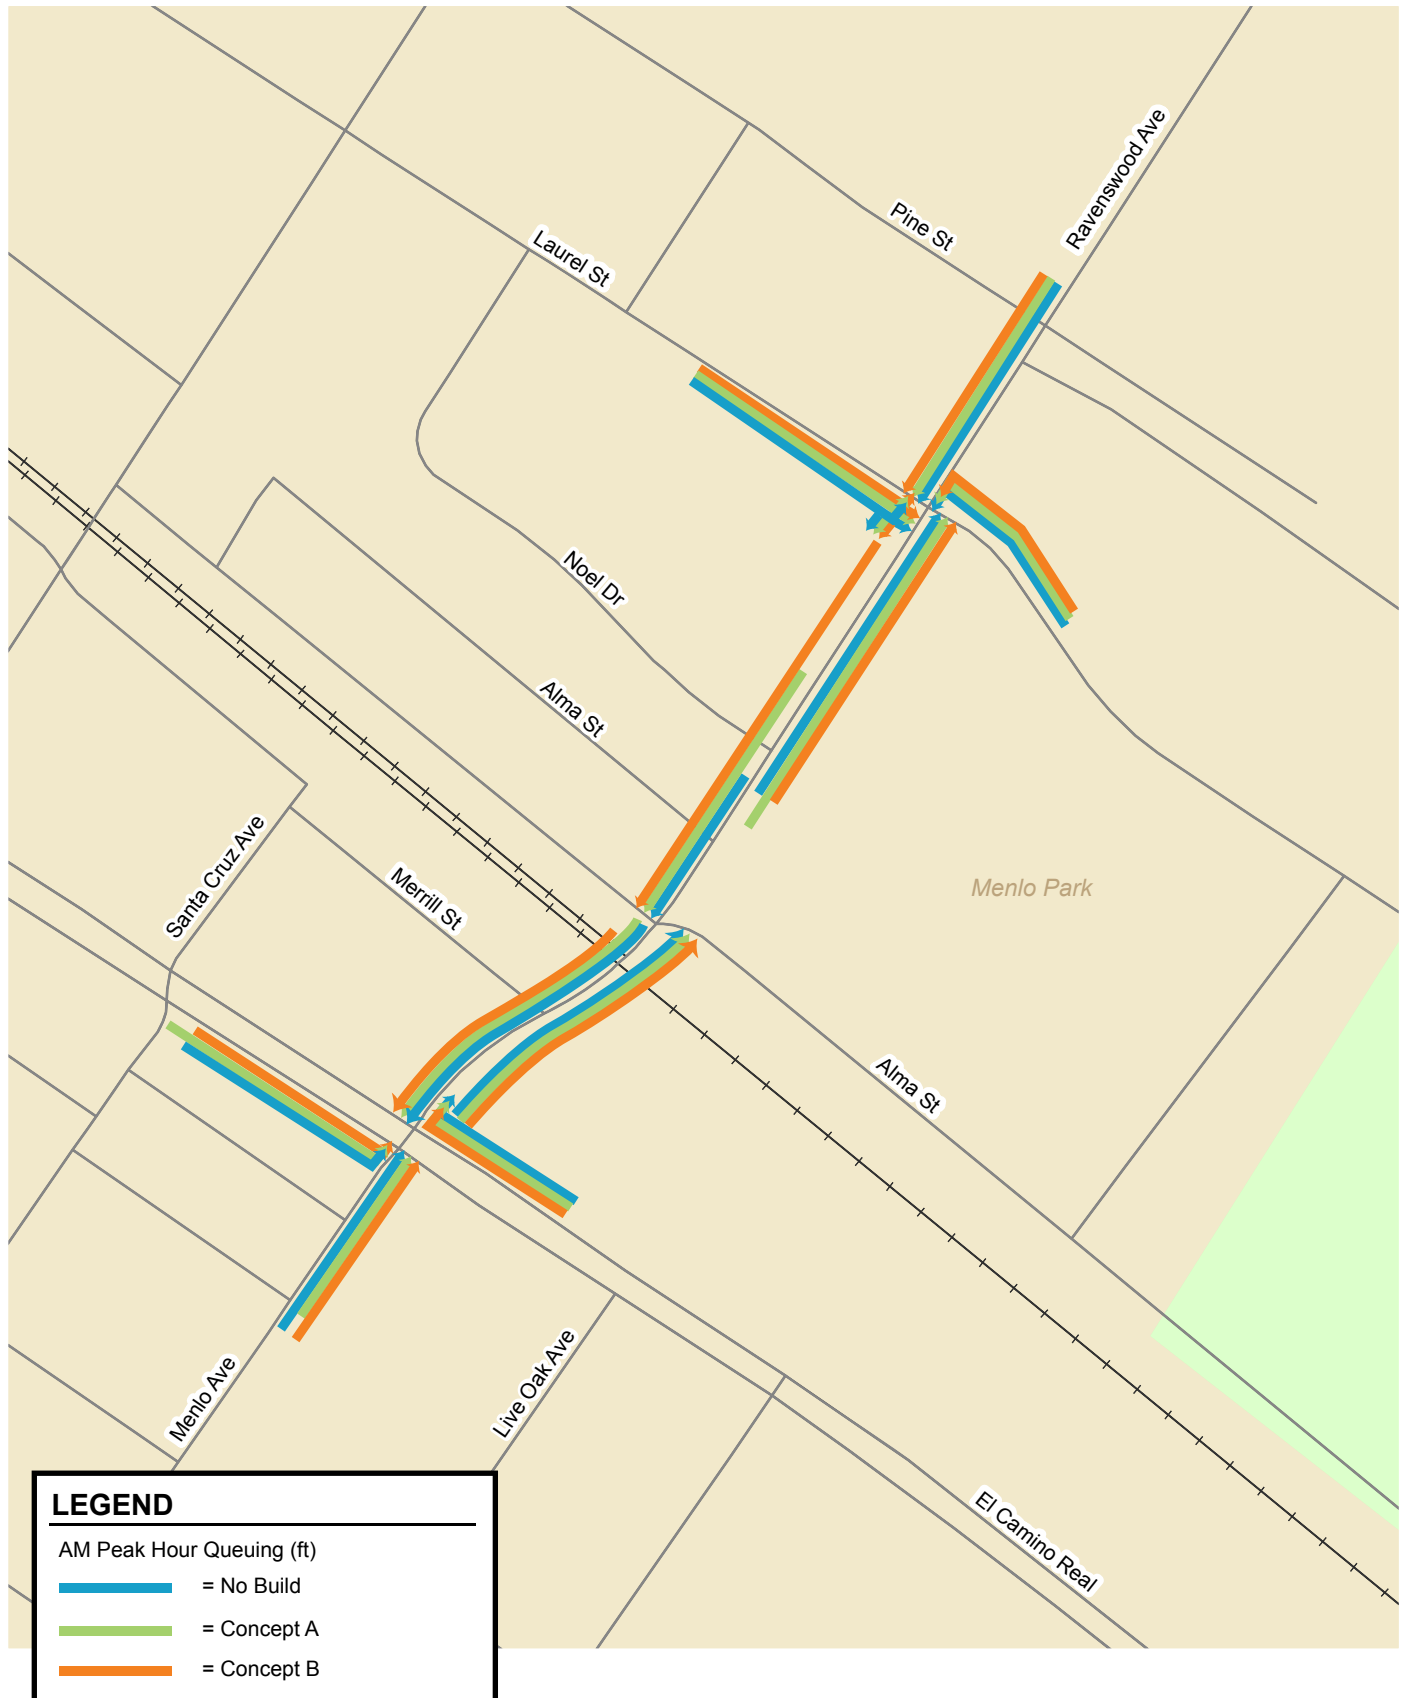 Ravenswood Ave
Pine St
Laurel St
Noel Dr
Alma St
Santa Cruz Ave
Merrill St
Menlo Park
Alma St
Menlo Ave
Live Oak Ave
El Camino Real
LEGEND
AM Peak Hour Queuing (ft)
= No Build
= Concept A
= Concept B